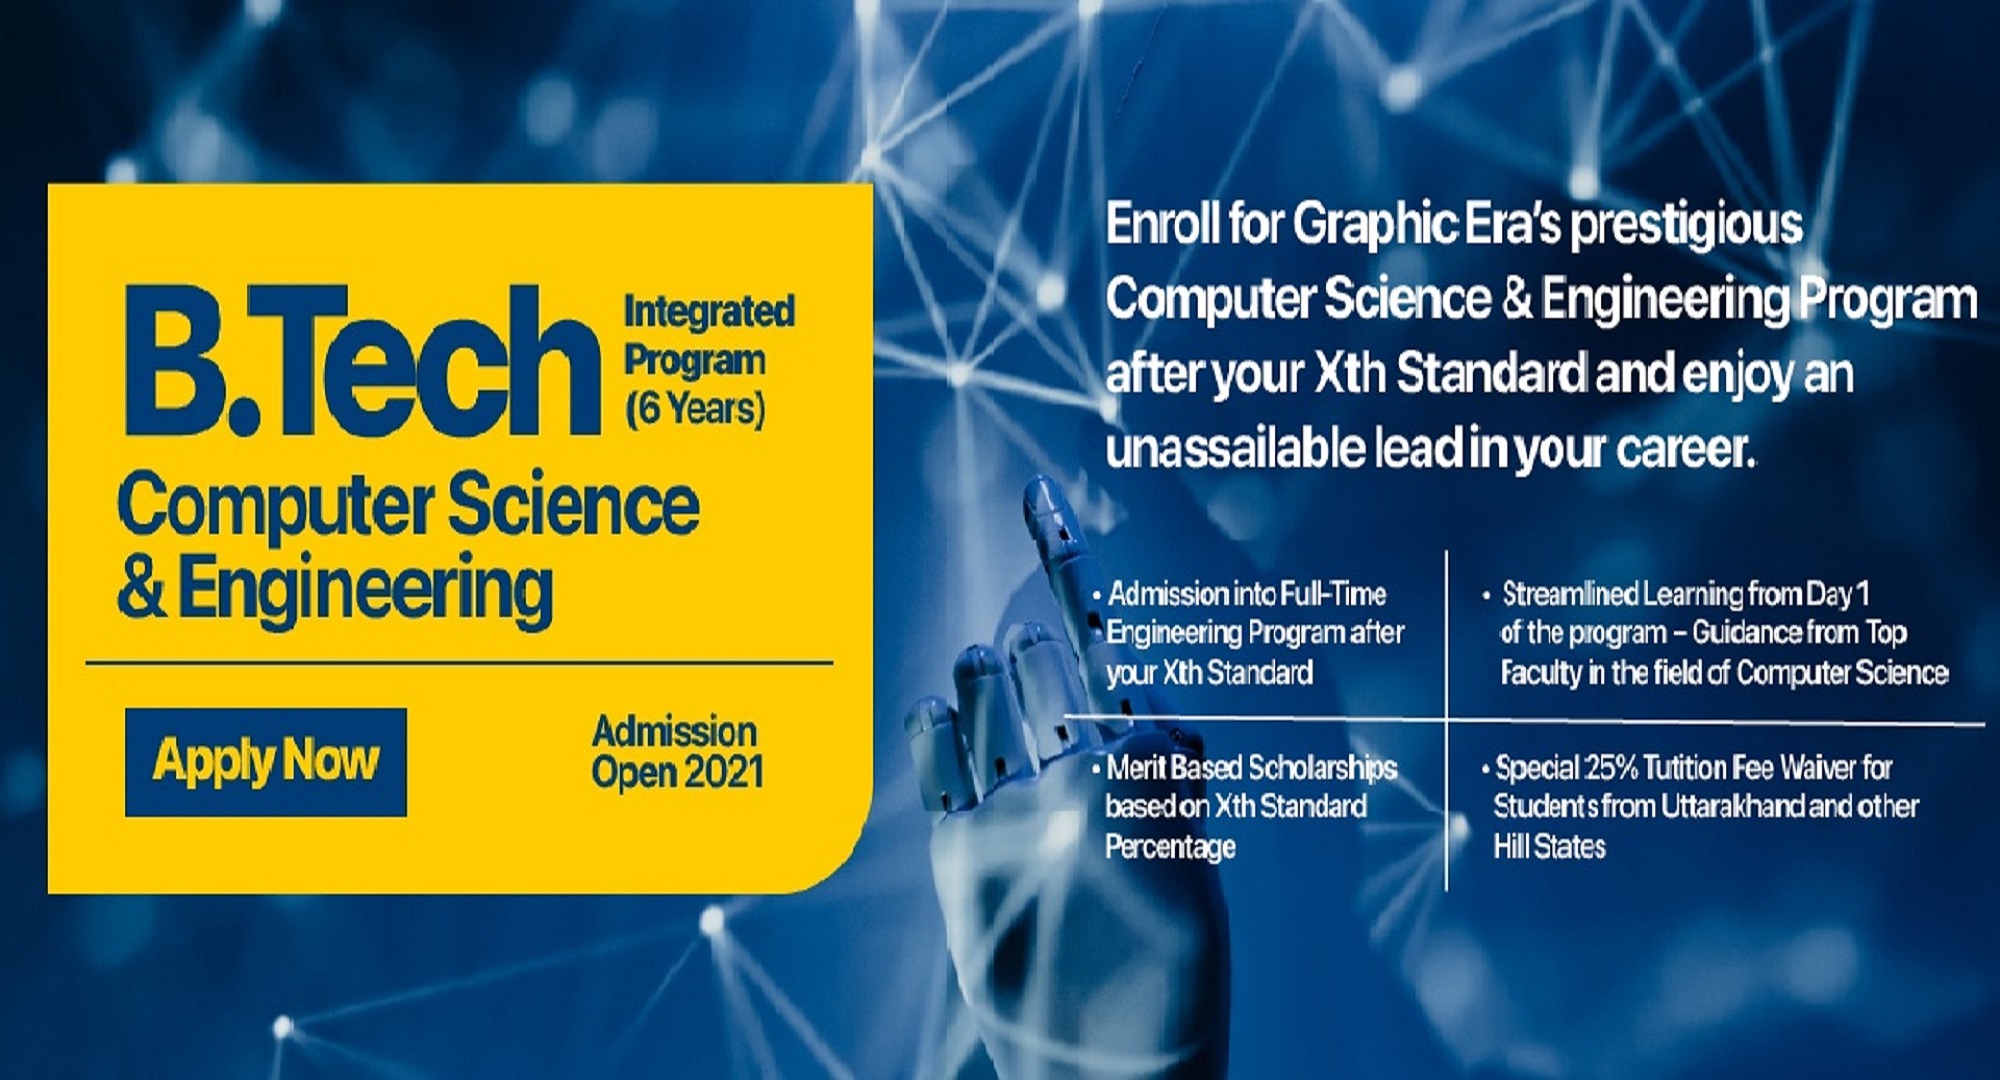 B.Tech
Integrated
Program
(6 Years)
Computer Science
& Engineering
Apply Now
Admission
Open 2021
Enroll for Graphic Era's prestigious
Computer Science & Engineering Program
after your Xth Standard and enjoy an
unassailable lead in your career.
• Admission into Full-Time
Engineering Program after
your Xth Standard
• Streamlined Learning from Day 1
of the program – Guidance from Top
Faculty in the field of Computer Science
• Merit Based Scholarships
based on Xth Standard
Percentage
• Special 25% Tutition Fee Waiver for
Students from Uttarakhand and other
Hill States